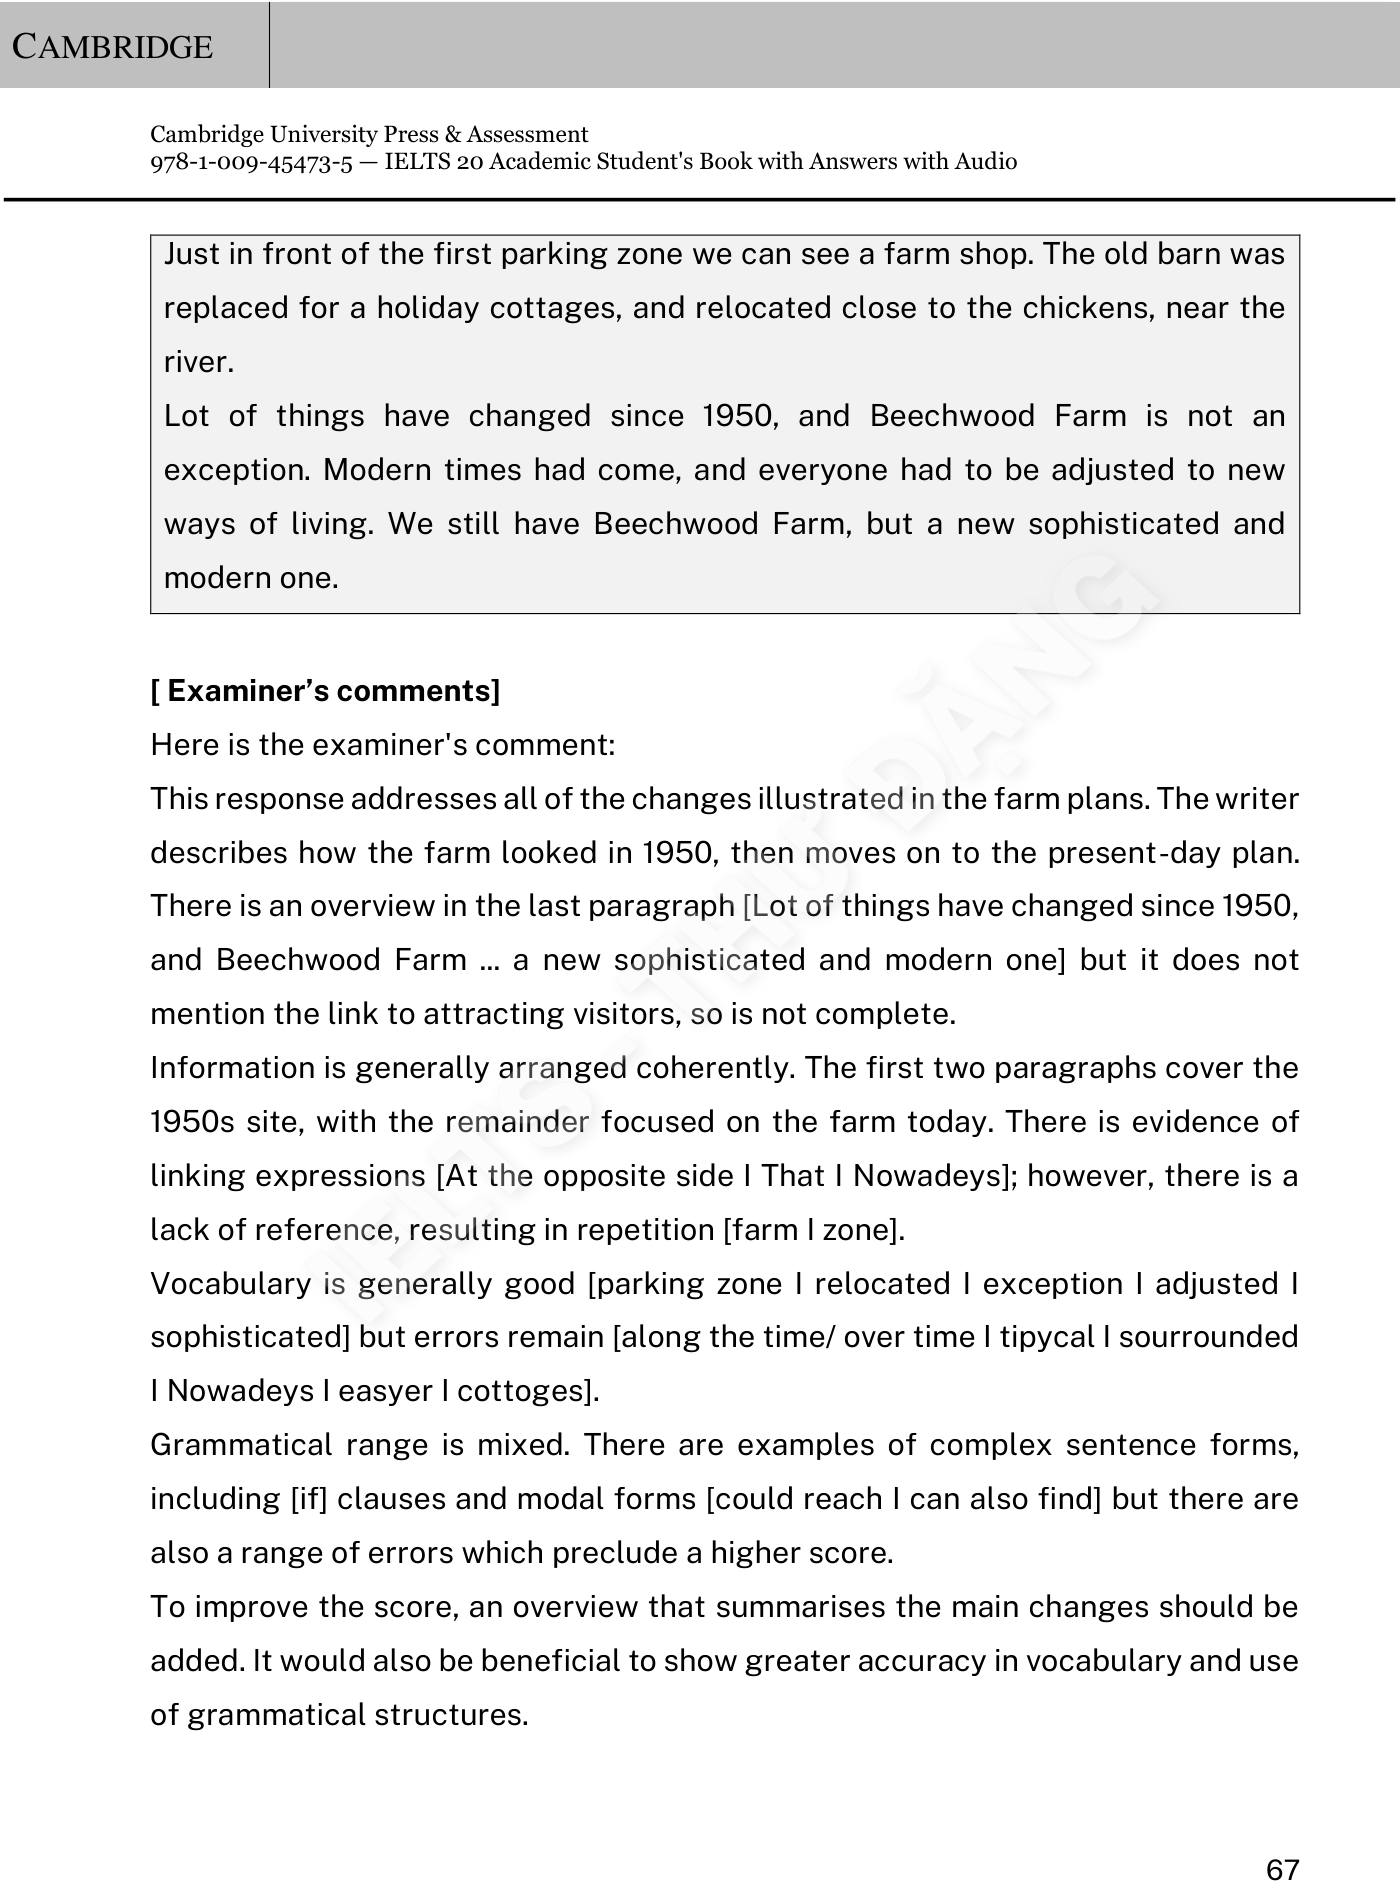 CAMBRIDGE
Cambridge University Press & Assessment
978-1-009-45473-5 — IELTS 20 Academic Student's Book with Answers with Audio
Just in front of the first parking zone we can see a farm shop. The old barn was
replaced for a holiday cottages, and relocated close to the chickens, near the
river.
Lot of things have changed since 1950, and Beechwood Farm is not an
exception. Modern times had come, and everyone had to be adjusted to new
ways of living. We still have Beechwood Farm, but a new sophisticated and
modern one.
[ Examiner’s comments]
Here is the examiner's comment:
This response addresses all of the changes illustrated in the farm plans. The writer
describes how the farm looked in 1950, then moves on to the present-day plan.
There is an overview in the last paragraph [Lot of things have changed since 1950,
and Beechwood Farm ... a new sophisticated and modern one] but it does not
mention the link to attracting visitors, so is not complete.
Information is generally arranged coherently. The first two paragraphs cover the
1950s site, with the remainder focused on the farm today. There is evidence of
linking expressions [At the opposite side I That I Nowadeys]; however, there is a
lack of reference, resulting in repetition [farm I zone].
Vocabulary is generally good [parking zone I relocated I exception I adjusted I
sophisticated] but errors remain [along the time/ over time I tipycal I sourrounded
I Nowadeys I easyer I cottoges].
Grammatical range is mixed. There are examples of complex sentence forms,
including [if] clauses and modal forms [could reach I can also find] but there are
also a range of errors which preclude a higher score.
To improve the score, an overview that summarises the main changes should be
added. It would also be beneficial to show greater accuracy in vocabulary and use
of grammatical structures.
IELTS - THƯ ĐẶNG
67